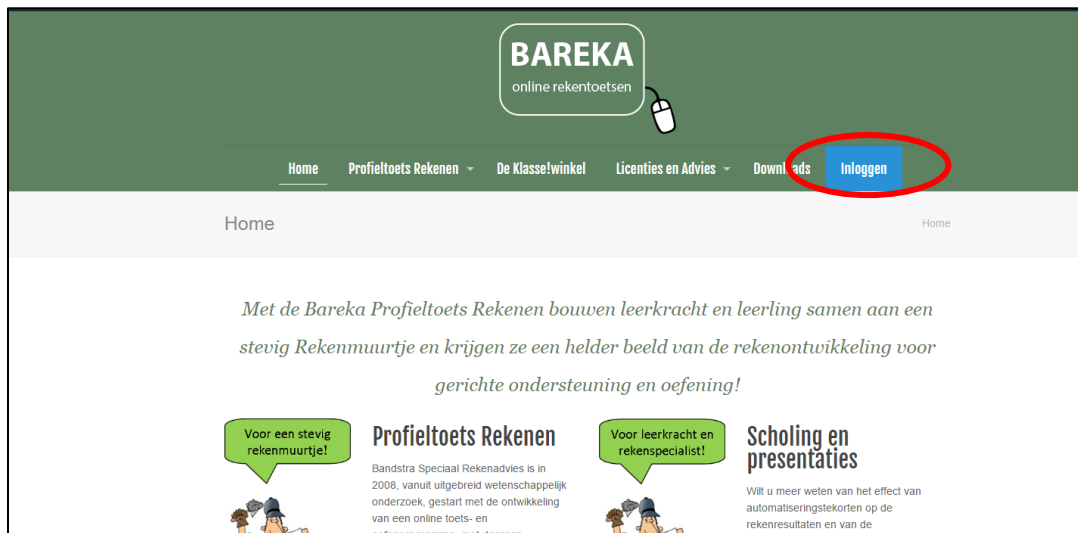 BAREKA
online rekentoetsen
Home Profieltoets Rekenen De Klasse!winkel Licenties en Advies Downloads Inloggen
Home Home
Met de Bareka Profieltoets Rekenen bouwen leerkracht en leerling samen aan een
stevig Rekenmuurtje en krijgen ze een helder beeld van de rekenontwikkeling voor
gerichte ondersteuning en oefening!
Voor een stevig
rekenmuurtje!
Profieltoets Rekenen
Bandstra Speciaal Rekenadvies is in
2008, vanuit uitgebreid wetenschappelijk
onderzoek, gestart met de ontwikkeling
van een online toets- en
Voor leerkracht en
rekenspecialist!
Scholing en
presentaties
Wilt u meer weten van het effect van
automatiseringstekorten op de
rekenresultaten en van de